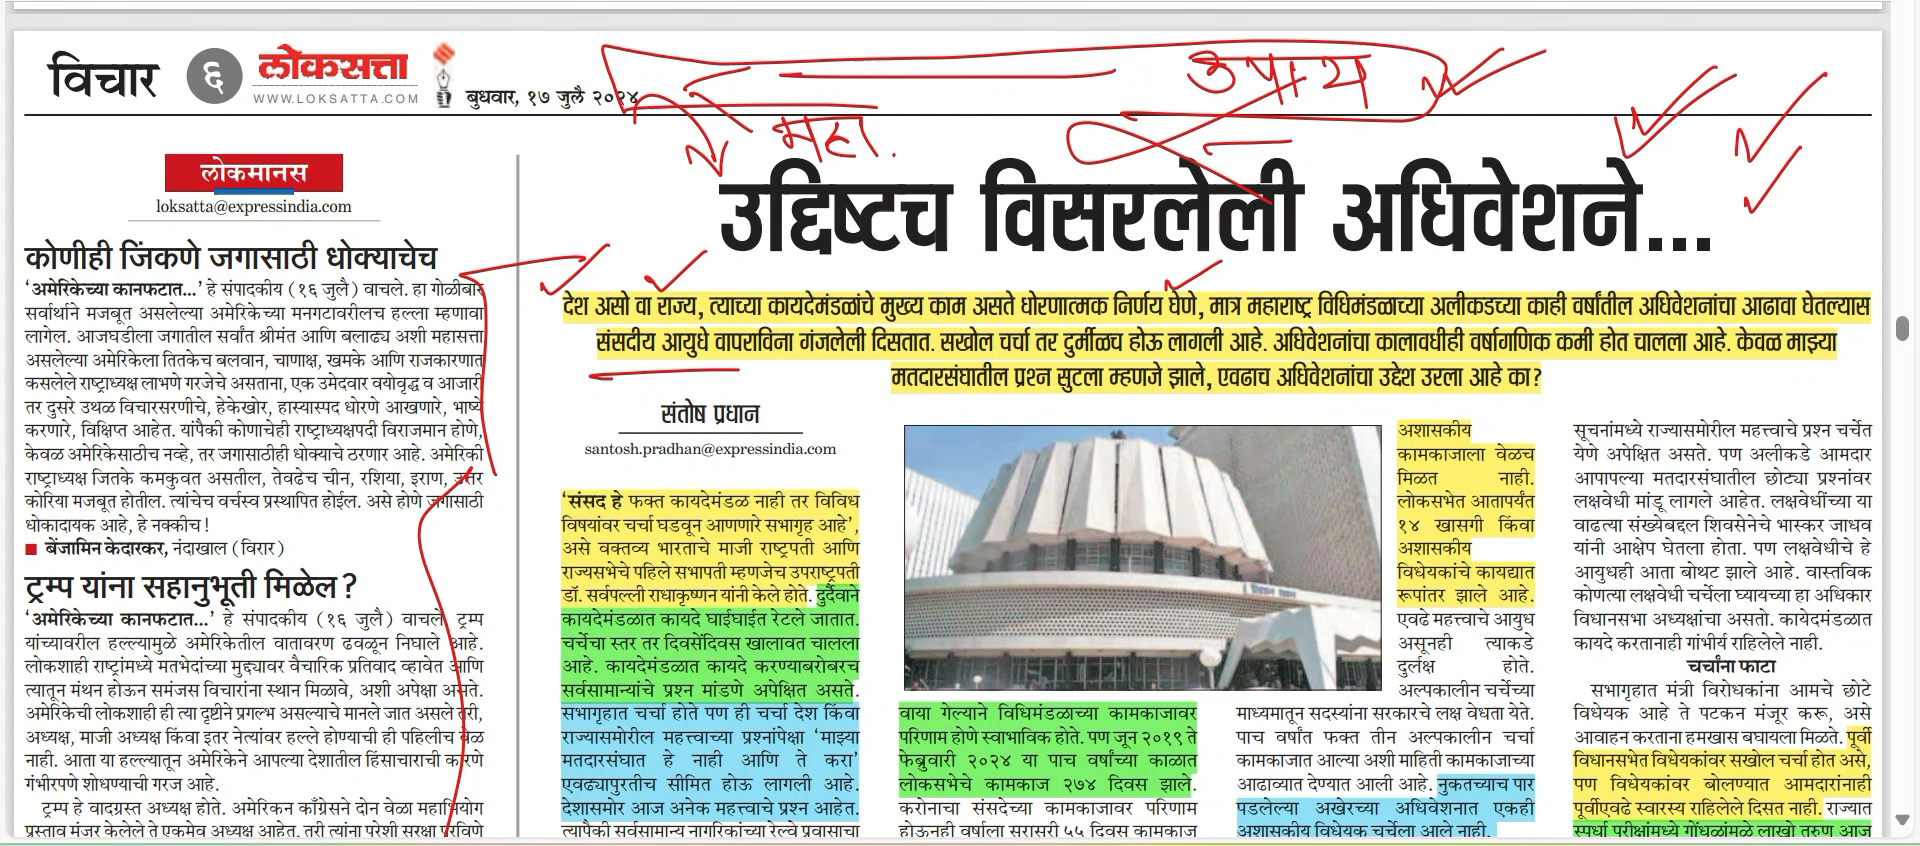 विचार
६
लोकसत्ता
WWW.LOKSATTA.COM
बुधवार, १७ जुलै २०२४
उपाय
महा.
लोकमानस
loksatta@expressindia.com
कोणीही जिंकणे जगासाठी धोक्याचेच
‘अमेरिकेच्या कानफटात...’ हे संपादकीय (१६ जुलै) वाचले. हा गोळीबार
सर्वार्थाने मजबूत असलेल्या अमेरिकेच्या मनगटावरीलच हल्ला म्हणावा
लागेल. आजघडीला जगातील सर्वांत श्रीमंत आणि बलाढ्य अशी महासत्ता
असलेल्या अमेरिकेला तितकेच बलवान, चाणाक्ष, खमके आणि राजकारणात
कसलेले राष्ट्राध्यक्ष लाभणे गरजेचे असताना, एक उमेदवार वयोवृद्ध व आजारी
तर दुसरे उथळ विचारसरणीचे, हेकेखोर, हास्यास्पद धोरणे आखणारे, भाष्ये
करणारे, विक्षिप्त आहेत. यांपैकी कोणाचेही राष्ट्राध्यक्षपदी विराजमान होणे,
केवळ अमेरिकेसाठीच नव्हे, तर जगासाठीही धोक्याचे ठरणार आहे. अमेरिकी
राष्ट्राध्यक्ष जितके कमकुवत असतील, तेवढेच चीन, रशिया, इराण, उत्तर
कोरिया मजबूत होतील. त्यांचेच वर्चस्व प्रस्थापित होईल. असे होणे जगासाठी
धोकादायक आहे, हे नक्कीच!
■ बेंजामिन केदारकर, नंदाखाल (विरार)
ट्रम्प यांना सहानुभूती मिळेल?
‘अमेरिकेच्या कानफटात...’ हे संपादकीय (१६ जुलै) वाचले. ट्रम्प
यांच्यावरील हल्ल्यामुळे अमेरिकेतील वातावरण ढवळून निघाले आहे.
लोकशाही राष्ट्रांमध्ये मतभेदांच्या मुद्द्यावर वैचारिक प्रतिवाद व्हावेत आणि
त्यातून मंथन होऊन समंजस विचारांना स्थान मिळावे, अशी अपेक्षा असते.
अमेरिकेची लोकशाही ही त्या दृष्टीने प्रगल्भ असल्याचे मानले जात असले तरी,
अध्यक्ष, माजी अध्यक्ष किंवा इतर नेत्यांवर हल्ले होण्याची ही पहिलीच वेळ
नाही. आता या हल्ल्यातून अमेरिकेने आपल्या देशातील हिंसाचाराची कारणे
गंभीरपणे शोधण्याची गरज आहे.
ट्रम्प हे वादग्रस्त अध्यक्ष होते. अमेरिकन काँग्रेसने दोन वेळा महाभियोग
प्रस्ताव मंजूर केलेले ते एकमेव अध्यक्ष आहेत. तरी त्यांना पुरेशी सुरक्षा पुरविणे
उद्दिष्टच विसरलेली अधिवेशने...
देश असो वा राज्य, त्याच्या कायदेमंडळांचे मुख्य काम असते धोरणात्मक निर्णय घेणे, मात्र महाराष्ट्र विधिमंडळाच्या अलीकडच्या काही वर्षांतील अधिवेशनांचा आढावा घेतल्यास
संसदीय आयुधे वापराविना गंजलेली दिसतात. सखोल चर्चा तर दुर्मीळच होऊ लागली आहे. अधिवेशनांचा कालावधीही वर्षागणिक कमी होत चालला आहे. केवळ माझ्या
मतदारसंघातील प्रश्न सुटला म्हणजे झाले, एवढाच अधिवेशनांचा उद्देश उरला आहे का?
संतोष प्रधान
santosh.pradhan@expressindia.com
‘संसद हे फक्त कायदेमंडळ नाही तर विविध
विषयांवर चर्चा घडवून आणणारे सभागृह आहे’,
असे वक्तव्य भारताचे माजी राष्ट्रपती आणि
राज्यसभेचे पहिले सभापती म्हणजेच उपराष्ट्रपती
डॉ. सर्वपल्ली राधाकृष्णन यांनी केले होते. दुर्दैवाने
कायदेमंडळात कायदे घाईघाईत रेटले जातात.
चर्चेचा स्तर तर दिवसेंदिवस खालावत चालला
आहे. कायदेमंडळात कायदे करण्याबरोबरच
सर्वसामान्यांचे प्रश्न मांडणे अपेक्षित असते.
सभागृहात चर्चा होते पण ही चर्चा देश किंवा
राज्यासमोरील महत्त्वाच्या प्रश्नांपेक्षा ‘माझ्या
मतदारसंघात हे नाही आणि ते करा’
एवढ्यापुरतीच सीमित होऊ लागली आहे.
देशासमोर आज अनेक महत्त्वाचे प्रश्न आहेत.
त्यापैकी सर्वसामान्य नागरिकांच्या रेल्वे प्रवासाचा
वाया गेल्याने विधिमंडळाच्या कामकाजावर
परिणाम होणे स्वाभाविक होते. पण जून २०१९ ते
फेब्रुवारी २०२४ या पाच वर्षांच्या काळात
लोकसभेचे कामकाज २७४ दिवस झाले.
करोनाचा संसदेच्या कामकाजावर परिणाम
होऊनही वर्षाला सरासरी ५५ दिवस कामकाज
अशासकीय
कामकाजाला वेळच
मिळत नाही.
लोकसभेत आतापर्यंत
१४ खासगी किंवा
अशासकीय
विधेयकांचे कायद्यात
रूपांतर झाले आहे.
एवढे महत्त्वाचे आयुध
असूनही त्याकडे
दुर्लक्ष होते.
अल्पकालीन चर्चेच्या
माध्यमातून सदस्यांना सरकारचे लक्ष वेधता येते.
पाच वर्षांत फक्त तीन अल्पकालीन चर्चा
कामकाजात आल्या अशी माहिती कामकाजाच्या
आढाव्यात देण्यात आली आहे. नुकतच्याच पार
पडलेल्या अखेरच्या अधिवेशनात एकही
अशासकीय विधेयक चर्चेला आले नाही.
सूचनांमध्ये राज्यासमोरील महत्त्वाचे प्रश्न चर्चेत
येणे अपेक्षित असते. पण अलीकडे आमदार
आपापल्या मतदारसंघातील छोट्या प्रश्नांवर
लक्षवेधी मांडू लागले आहेत. लक्षवेधींच्या या
वाढत्या संख्येबद्दल शिवसेनेचे भास्कर जाधव
यांनी आक्षेप घेतला होता. पण लक्षवेधीचे हे
आयुधही आता बोथट झाले आहे. वास्तविक
कोणत्या लक्षवेधी चर्चेला घ्यायच्या हा अधिकार
विधानसभा अध्यक्षांचा असतो. कायदेमंडळात
कायदे करतानाही गांभीर्य राहिलेले नाही.
चर्चांना फाटा
सभागृहात मंत्री विरोधकांना आमचे छोटे
विधेयक आहे ते पटकन मंजूर करू, असे
आवाहन करताना हमखास बघायला मिळते. पूर्वी
विधानसभेत विधेयकांवर सखोल चर्चा होत असे,
पण विधेयकांवर बोलण्यात आमदारांनाही
पूर्वीएवढे स्वारस्य राहिलेले दिसत नाही. राज्यात
स्पर्धा परीक्षांमध्ये गोंधळांमुळे लाखो तरुण आज